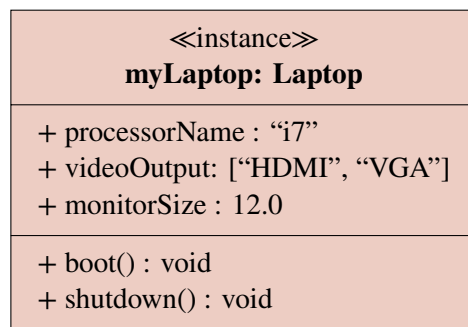 ≪instance≫
myLaptop: Laptop
+ processorName : “i7”
+ videoOutput: [“HDMI”, “VGA”]
+ monitorSize : 12.0
+ boot() : void
+ shutdown() : void